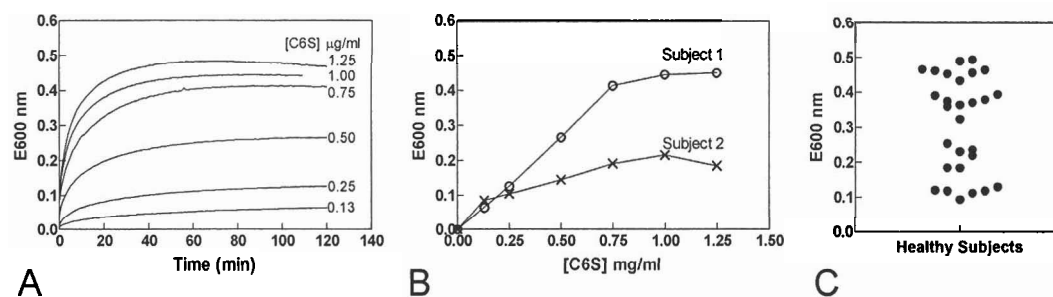 0.6
0.5
0.4
0.3
0.2
0.1
0.0
E600 nm
[C6S] µg/ml
1.25
1.00
0.75
0.50
0.25
0.13
0 20 40 60 80 100 120 140
Time (min)
A
0.6
0.5
0.4
0.3
0.2
0.1
0.0
E600 nm
Subject 1
Subject 2
0.00 0.25 0.50 0.75 1.00 1.25 1.50
[C6S] mg/ml
B
0.6
0.5
0.4
0.3
0.2
0.1
0.0
E600 nm
Healthy Subjects
C